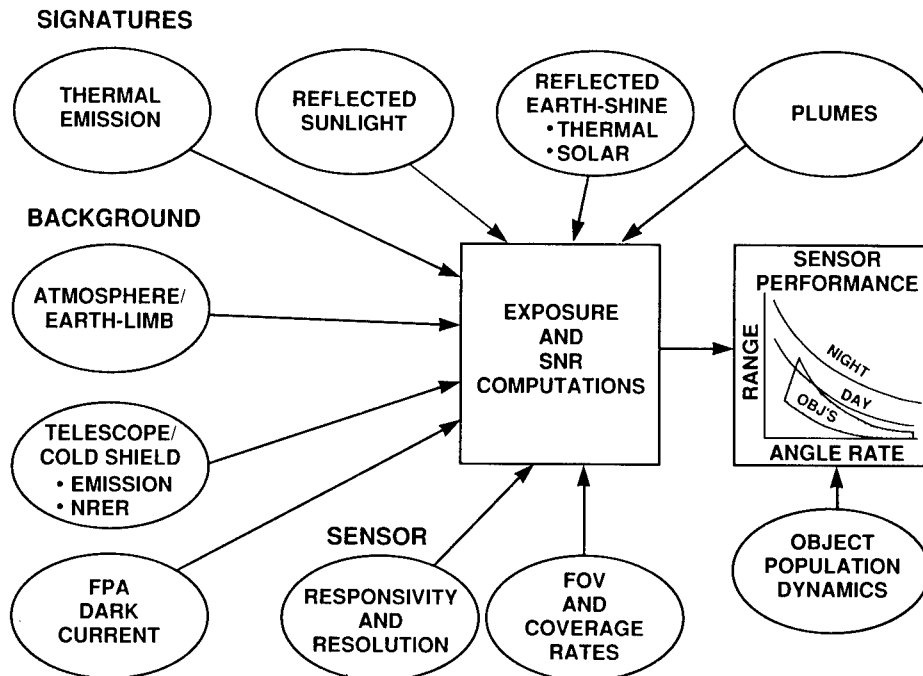 SIGNATURES
THERMAL
EMISSION
REFLECTED
SUNLIGHT
REFLECTED
EARTH-SHINE
• THERMAL
• SOLAR
PLUMES
BACKGROUND
ATMOSPHERE/
EARTH-LIMB
EXPOSURE
AND
SNR
COMPUTATIONS
SENSOR
PERFORMANCE
RANGE
NIGHT
DAY
OBJ'S
ANGLE RATE
TELESCOPE/
COLD SHIELD
• EMISSION
• NRER
FPA
DARK
CURRENT
SENSOR
RESPONSIVITY
AND
RESOLUTION
FOV
AND
COVERAGE
RATES
OBJECT
POPULATION
DYNAMICS